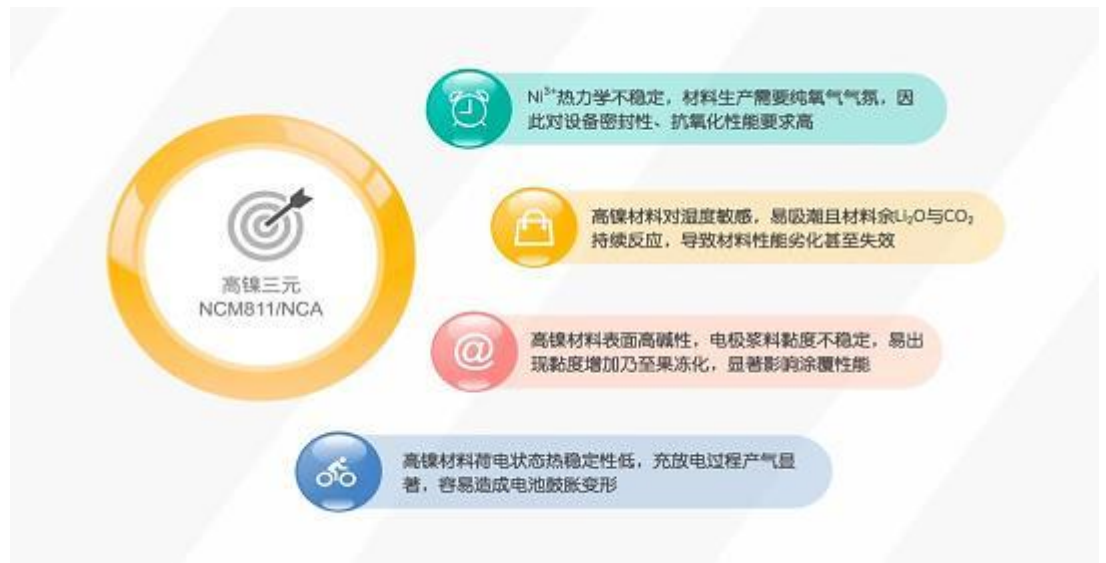 高镍三元
NCM811/NCA
Ni³⁺热力学不稳定，材料生产需要纯氧气气氛，因
此对设备密封性、抗氧化性能要求高
高镍材料对湿度敏感，易吸潮且材料余Li₂O与CO₂
持续反应，导致材料性能劣化甚至失效
@
高镍材料表面高碱性，电极浆料黏度不稳定，易出
现黏度增加乃至果冻化，显著影响涂覆性能
高镍材料荷电状态热稳定性低，充放电过程产气显
著，容易造成电池鼓胀变形